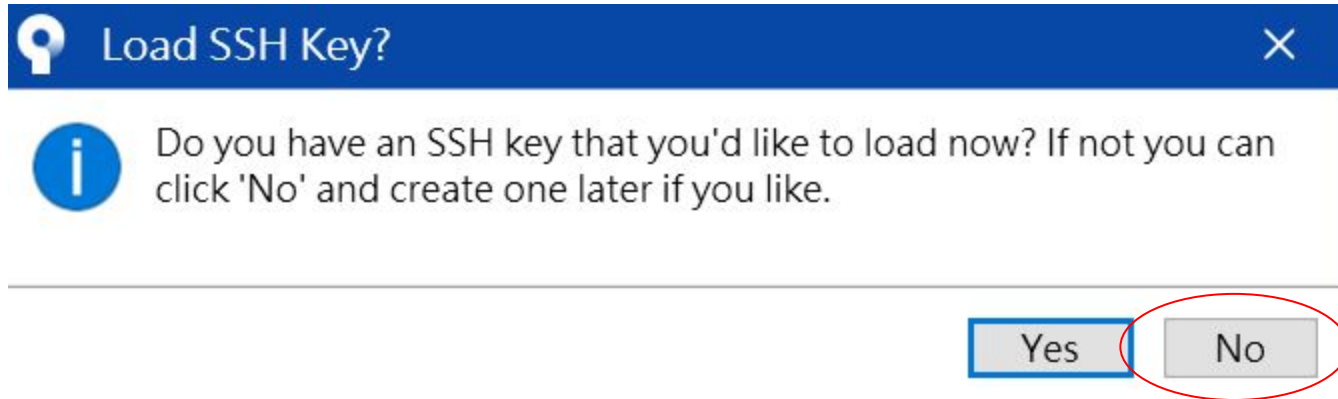 Load SSH Key?
Do you have an SSH key that you'd like to load now? If not you can
click 'No' and create one later if you like.
Yes
No